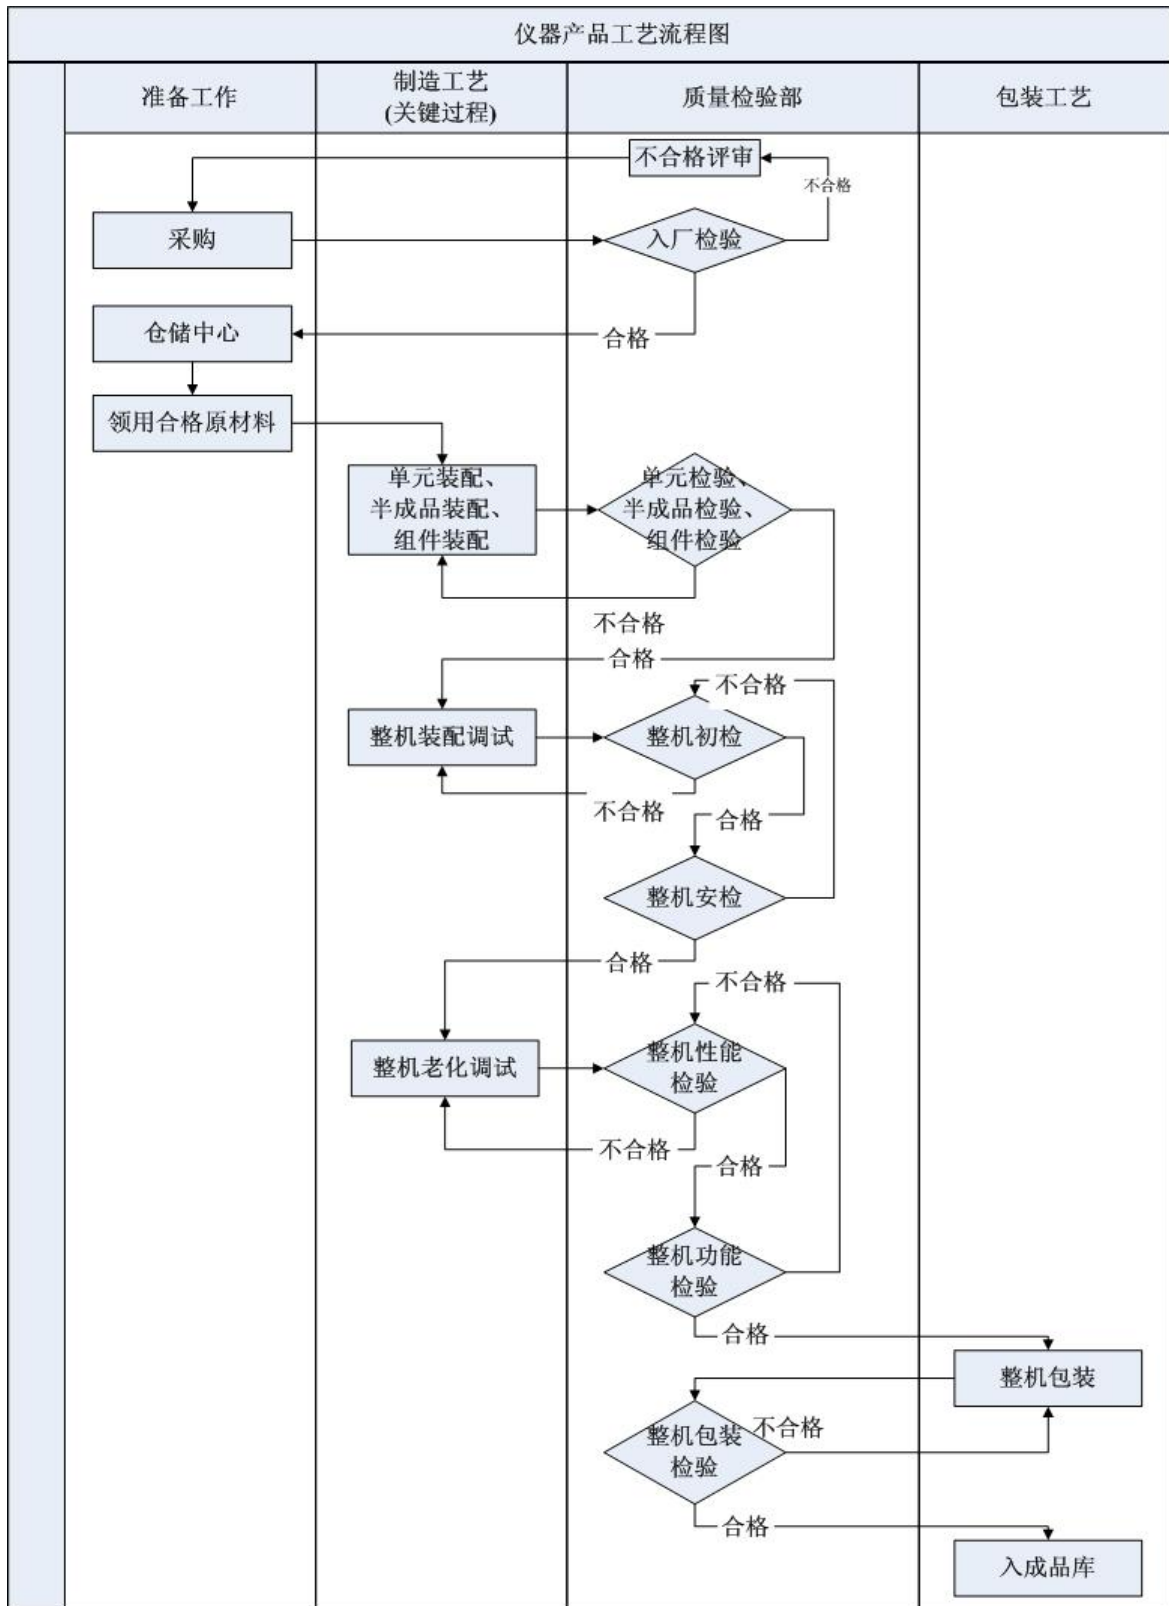 仪器产品工艺流程图
准备工作
制造工艺
(关键过程)
质量检验部
包装工艺
不合格评审
不合格
采购
入厂检验
仓储中心
合格
领用合格原材料
单元装配、
半成品装配、
组件装配
单元检验、
半成品检验、
组件检验
不合格
合格
不合格
整机装配调试
整机初检
不合格
合格
整机安检
合格
不合格
整机老化调试
整机性能
检验
不合格
合格
整机功能
检验
合格
整机包装
不合格
整机包装
检验
合格
入成品库